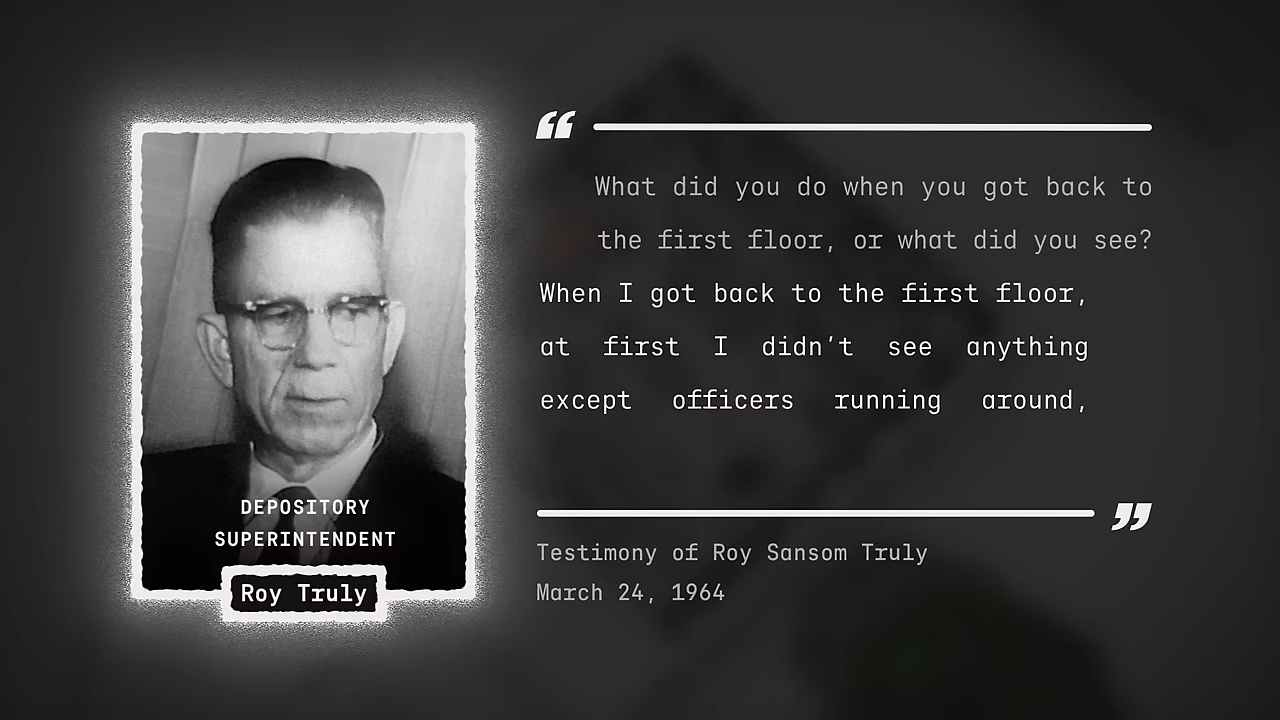 “
What did you do when you got back to
the first floor, or what did you see?
When I got back to the first floor,
at first I didn’t see anything
except officers running around,
”
Testimony of Roy Sansom Truly
March 24, 1964
DEPOSITORY
SUPERINTENDENT
Roy Truly